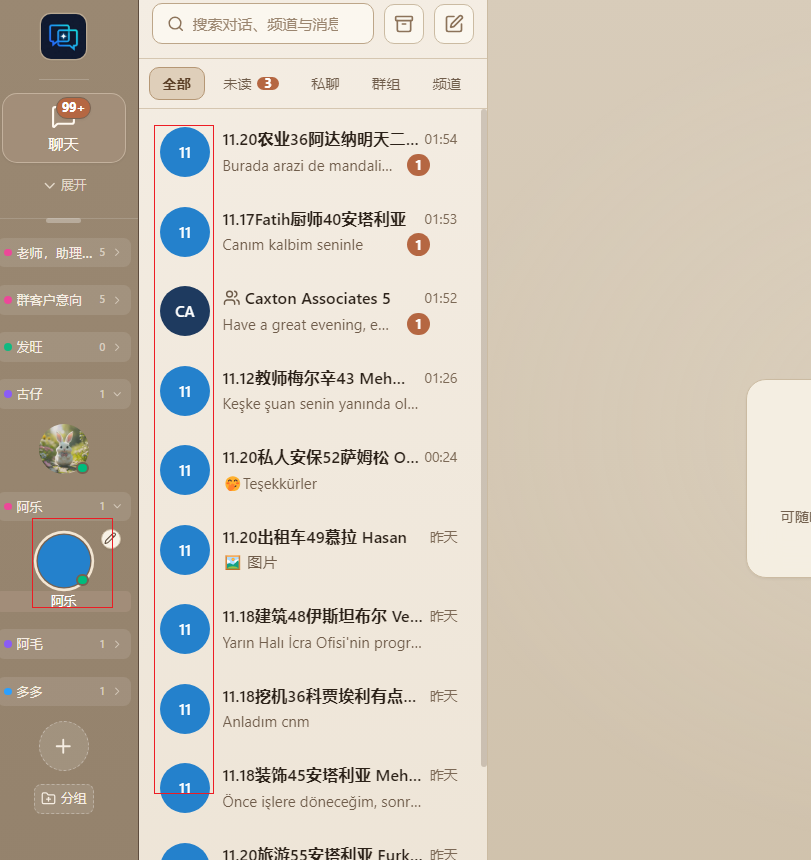 搜索对话、频道与消息
99+
聊天
展开
全部
未读 3
私聊
群组
频道
老师，助理... 5
群客户意向 5
发旺 0
古仔 1
阿乐 1
阿乐
阿毛 1
多多 1
分组
11
11.20农业36阿达纳明天二... 01:54
Burada arazi de mandali... 1
11
11.17Fatih厨师40安塔利亚 01:53
Canım kalbim seninle 1
CA
Caxton Associates 5 01:52
Have a great evening, e... 1
11
11.12教师梅尔辛43 Meh... 01:26
Keşke şuan senin yanında ol...
11
11.20私人安保52萨姆松 O... 00:24
🤭Teşekkürler
11
11.20出租车49慕拉 Hasan 昨天
🖼️ 图片
11
11.18建筑48伊斯坦布尔 Ve... 昨天
Yarın Halı İcra Ofisi'nin progr...
11
11.18挖机36科贾埃利有点... 昨天
Anladım cnm
11
11.18装饰45安塔利亚 Meh... 昨天
Önce işlere döneceğim, sonr...
11.20旅游55安塔利亚 Furk... 昨天